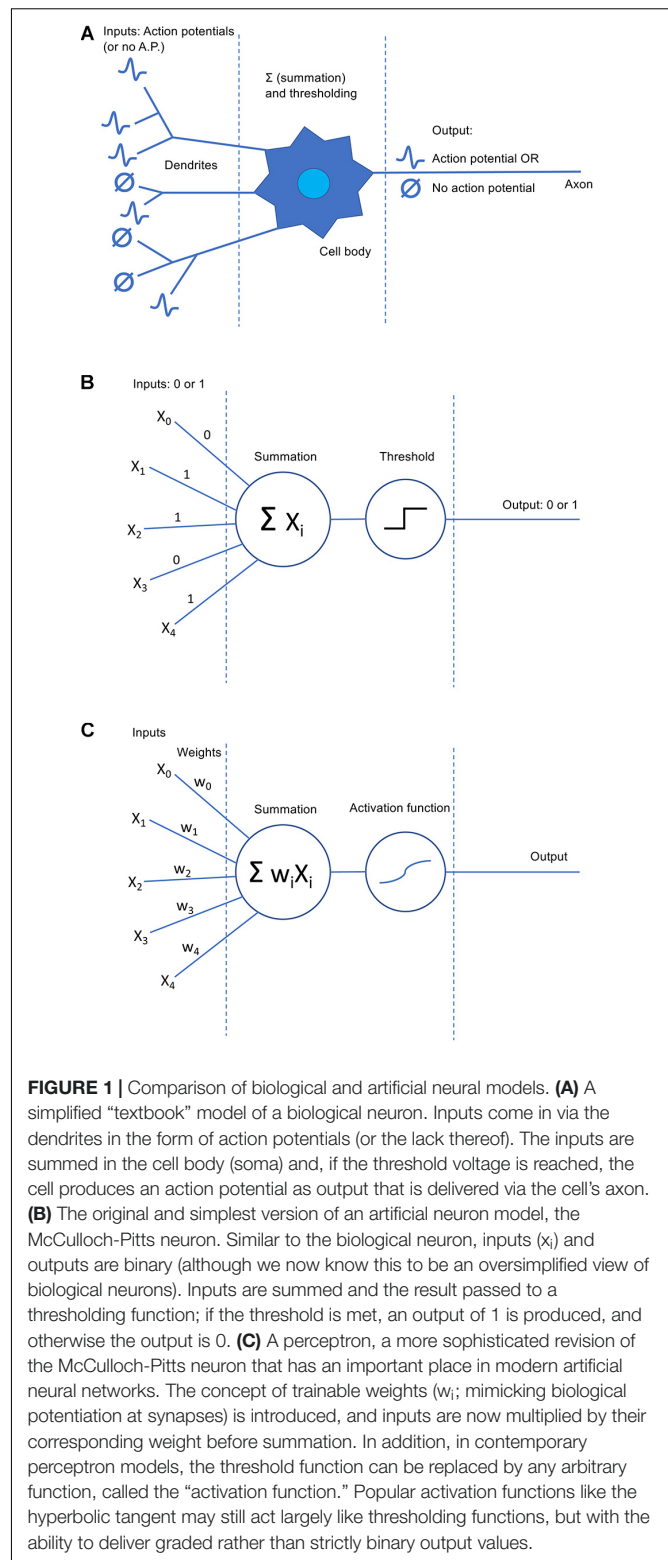 A
Inputs: Action potentials
(or no A.P.)
Σ (summation)
and thresholding
Output:
Action potential OR
Dendrites
No action potential
Axon
Cell body
B
Inputs: 0 or 1
X₀
0
Summation
Threshold
X₁
1
Output: 0 or 1
Σ Xᵢ
X₂
1
0
X₃
1
X₄
C
Inputs
Weights
X₀
w₀
Summation
Activation function
X₁
w₁
Output
Σ wᵢXᵢ
X₂
w₂
w₃
X₃
w₄
X₄
FIGURE 1 | Comparison of biological and artificial neural models. (A) A
simplified “textbook” model of a biological neuron. Inputs come in via the
dendrites in the form of action potentials (or the lack thereof). The inputs are
summed in the cell body (soma) and, if the threshold voltage is reached, the
cell produces an action potential as output that is delivered via the cell’s axon.
(B) The original and simplest version of an artificial neuron model, the
McCulloch-Pitts neuron. Similar to the biological neuron, inputs (xᵢ) and
outputs are binary (although we now know this to be an oversimplified view of
biological neurons). Inputs are summed and the result passed to a
thresholding function; if the threshold is met, an output of 1 is produced, and
otherwise the output is 0. (C) A perceptron, a more sophisticated revision of
the McCulloch-Pitts neuron that has an important place in modern artificial
neural networks. The concept of trainable weights (wᵢ; mimicking biological
potentiation at synapses) is introduced, and inputs are now multiplied by their
corresponding weight before summation. In addition, in contemporary
perceptron models, the threshold function can be replaced by any arbitrary
function, called the “activation function.” Popular activation functions like the
hyperbolic tangent may still act largely like thresholding functions, but with the
ability to deliver graded rather than strictly binary output values.